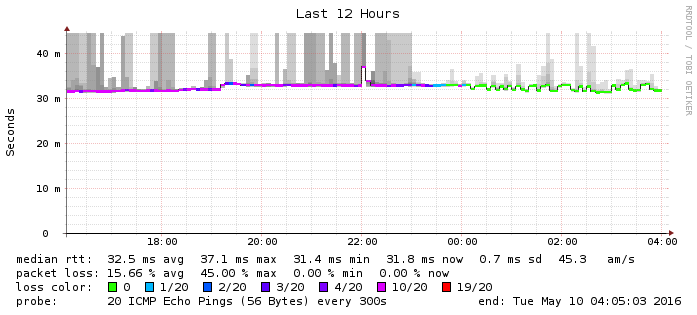 Last 12 Hours
RRDTOOL / TOBI OETIKER
Seconds
40 m
30 m
20 m
10 m
0
18:00 20:00 22:00 00:00 02:00 04:00
median rtt: 32.5 ms avg 37.1 ms max 31.4 ms min 31.8 ms now 0.7 ms sd 45.3 am/s
packet loss: 15.66 % avg 45.00 % max 0.00 % min 0.00 % now
loss color: 0 1/20 2/20 3/20 4/20 10/20 19/20
probe: 20 ICMP Echo Pings (56 Bytes) every 300s end: Tue May 10 04:05:03 2016